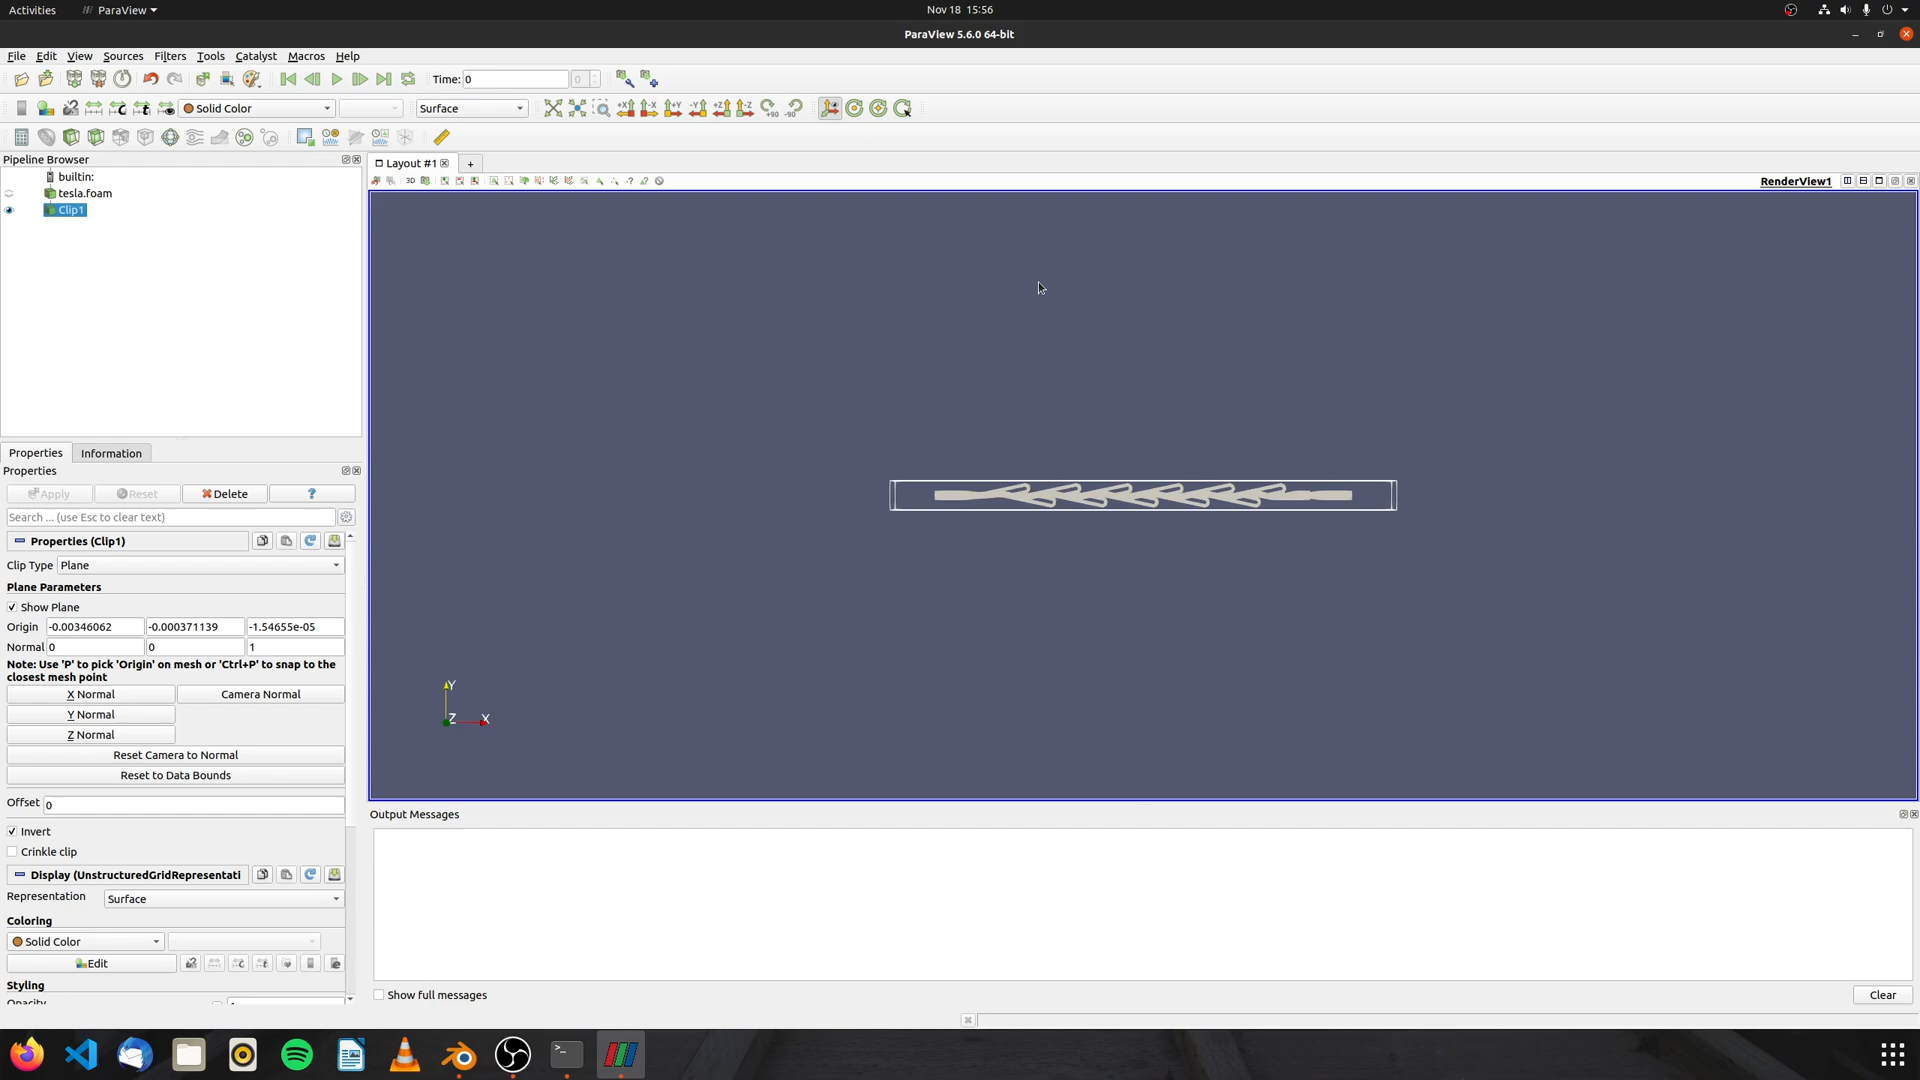 Activities
ParaView
Nov 18 15:56
ParaView 5.6.0 64-bit
File Edit View Sources Filters Tools Catalyst Macros Help
Time: 0
0
Solid Color
Surface
+X -X +Y -Y +Z -Z +90 -90
Pipeline Browser
Layout #1
+
builtin:
3D
RenderView1
tesla.foam
Clip1
Properties
Information
Properties
Apply
Reset
Delete
?
Search ... (use Esc to clear text)
Properties (Clip1)
Clip Type Plane
Plane Parameters
Show Plane
Origin -0.00346062 -0.000371139 -1.54655e-05
Normal 0 0 1
Note: Use 'P' to pick 'Origin' on mesh or 'Ctrl+P' to snap to the
closest mesh point
X Normal
Camera Normal
Y Normal
Z Normal
Reset Camera to Normal
Reset to Data Bounds
Offset 0
Invert
Crinkle clip
Display (UnstructuredGridRepresentati
Representation Surface
Coloring
Solid Color
Edit
Styling
Opacity
Y
Z
X
Output Messages
Show full messages
Clear